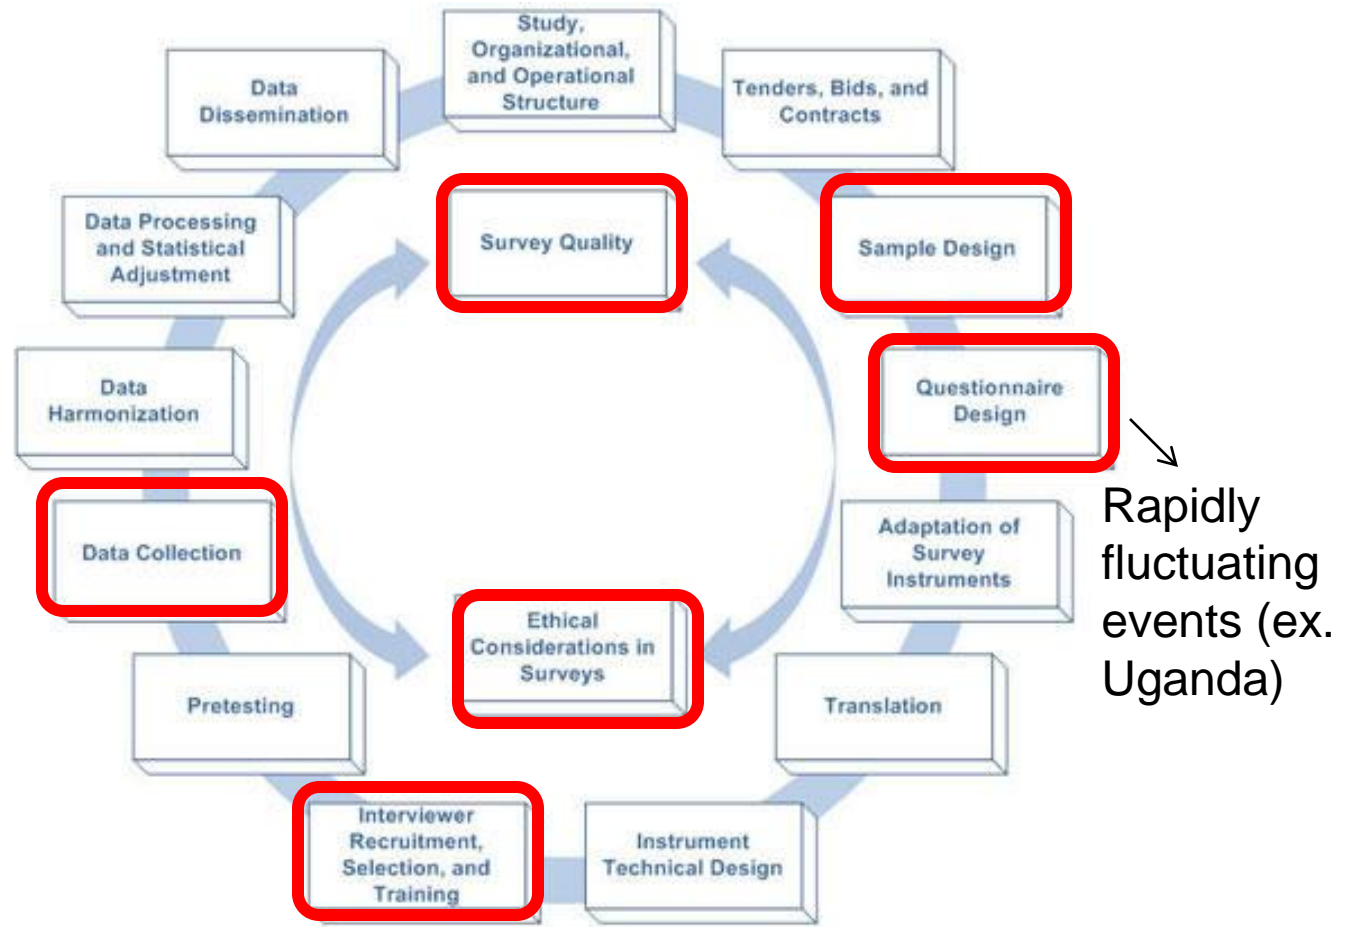 Study,
Organizational,
and Operational
Structure
Tenders, Bids, and
Contracts
Sample Design
Questionnaire
Design
Rapidly
fluctuating
events (ex.
Uganda)
Adaptation of
Survey
Instruments
Translation
Instrument
Technical Design
Interviewer
Recruitment,
Selection, and
Training
Pretesting
Data Collection
Data
Harmonization
Data Processing
and Statistical
Adjustment
Data
Dissemination
Survey Quality
Ethical
Considerations in
Surveys